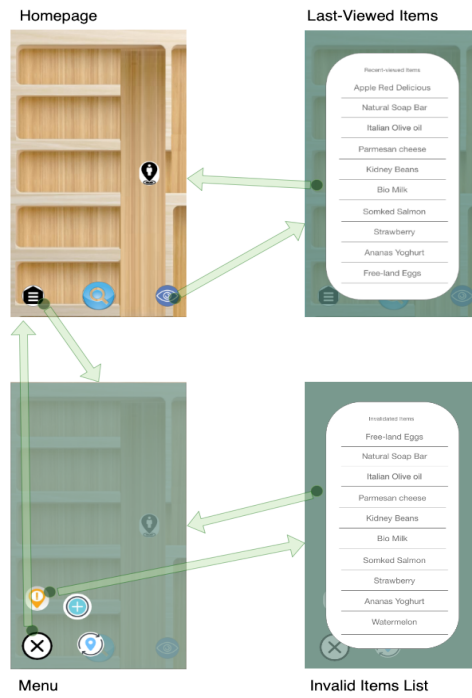 Homepage
Last-Viewed Items
Recent-viewed items
Apple Red Delicious
Natural Soap Bar
Italian Olive oil
Parmesan cheese
Kidney Beans
Bio Milk
Somked Salmon
Strawberry
Ananas Yoghurt
Free-land Eggs
Invalidated items
Free-land Eggs
Natural Soap Bar
Italian Olive oil
Parmesan cheese
Kidney Beans
Bio Milk
Somked Salmon
Strawberry
Ananas Yoghurt
Watermelon
Menu
Invalid Items List